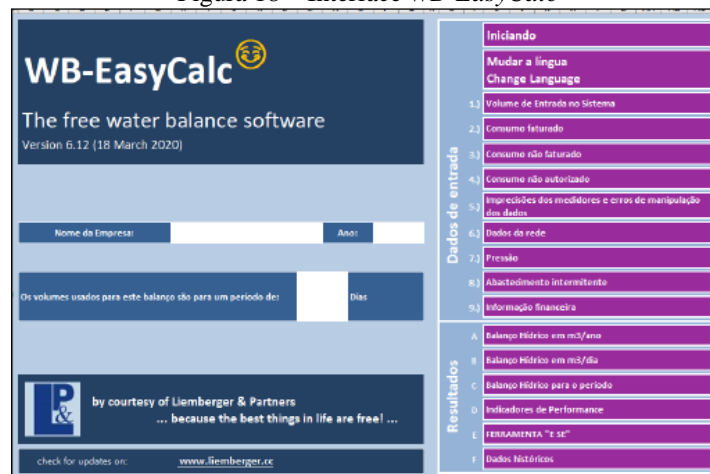 WB-EasyCalc
The free water balance software
Version 6.12 (18 March 2020)
Nome da Empresa:
Ano:
Os volumes usados para este balanço são para um período de:
Dias
L&P
by courtesy of Liemberger & Partners
... because the best things in life are free! ...
check for updates on:
www.liemberger.cc
Iniciando
Mudar a língua
Change Language
Dados de entrada
1.) Volume de Entrada no Sistema
2.) Consumo faturado
3.) Consumo não faturado
4.) Consumo não autorizado
5.) Imprecisões dos medidores e erros de manipulação
dos dados
6.) Dados da rede
7.) Pressão
8.) Abastecimento intermitente
9.) Informação financeira
Resultados
A Balanço Hídrico em m3/ano
B Balanço Hídrico em m3/dia
C Balanço Hídrico para o período
D Indicadores de Performance
E FERRAMENTA "E SE"
F Dados históricos